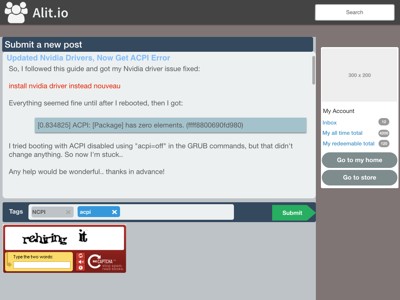 Alit.io
Search
Submit a new post
Updated Nvidia Drivers, Now Get ACPI Error
So, I followed this guide and got my Nvidia driver issue fixed:
install nvidia driver instead nouveau
Everything seemed fine until after I rebooted, then I got:
[0.834825] ACPI: [Package] has zero elements. (ffff8800690fd980)
I tried booting with ACPI disabled using "acpi=off" in the GRUB commands, but that didn't
change anything. So now I'm stuck..
Any help would be wonderful.. thanks in advance!
300 x 200
My Account
Inbox
My all time total
My redeemable total
Go to my home
Go to store
Tags
NCPI
acpi
Submit
rehiring it
Type the two words:
CAPTCHA